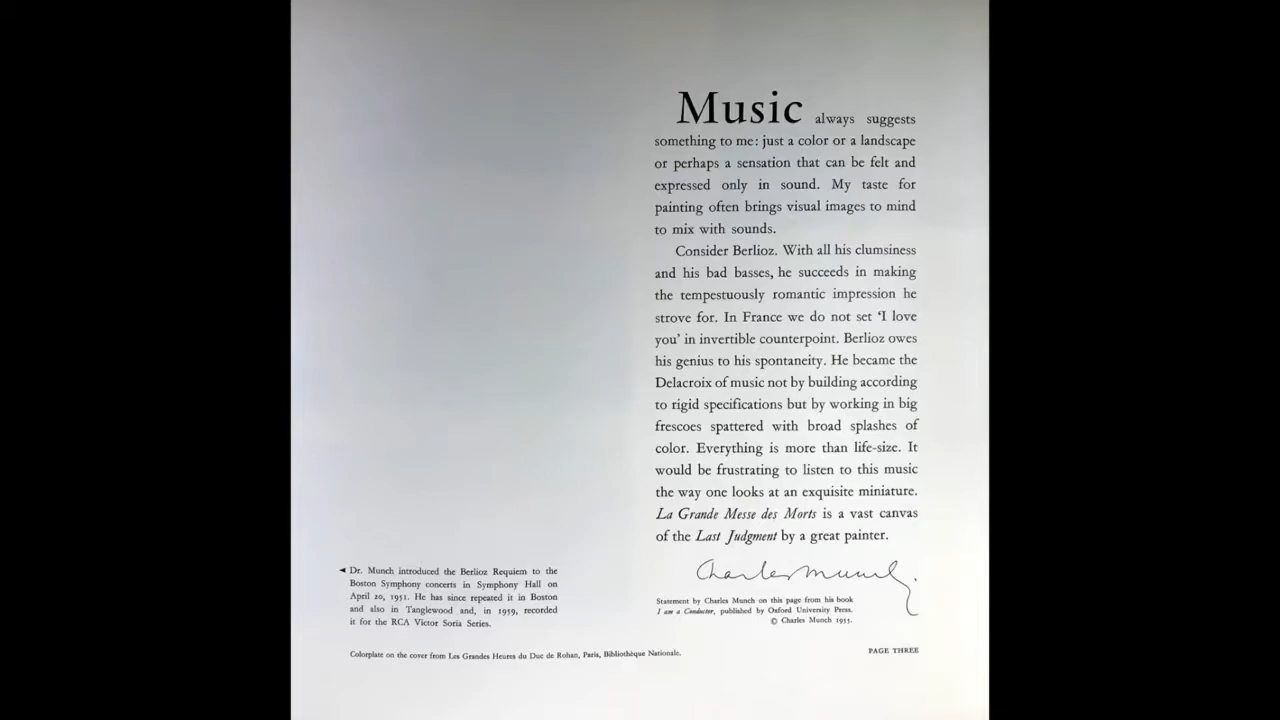 Music always suggests
something to me: just a color or a landscape
or perhaps a sensation that can be felt and
expressed only in sound. My taste for
painting often brings visual images to mind
to mix with sounds.
Consider Berlioz. With all his clumsiness
and his bad basses, he succeeds in making
the tempestuously romantic impression he
strove for. In France we do not set ‘I love
you’ in invertible counterpoint. Berlioz owes
his genius to his spontaneity. He became the
Delacroix of music not by building according
to rigid specifications but by working in big
frescoes spattered with broad splashes of
color. Everything is more than life-size. It
would be frustrating to listen to this music
the way one looks at an exquisite miniature.
La Grande Messe des Morts is a vast canvas
of the Last Judgment by a great painter.
Charles Munch.
Statement by Charles Munch on this page from his book
I am a Conductor, published by Oxford University Press.
© Charles Munch 1955.
◄ Dr. Munch introduced the Berlioz Requiem to the
Boston Symphony concerts in Symphony Hall on
April 20, 1951. He has since repeated it in Boston
and also in Tanglewood and, in 1959, recorded
it for the RCA Victor Soria Series.
Colorplate on the cover from Les Grandes Heures du Duc de Rohan, Paris, Bibliothèque Nationale.
PAGE THREE